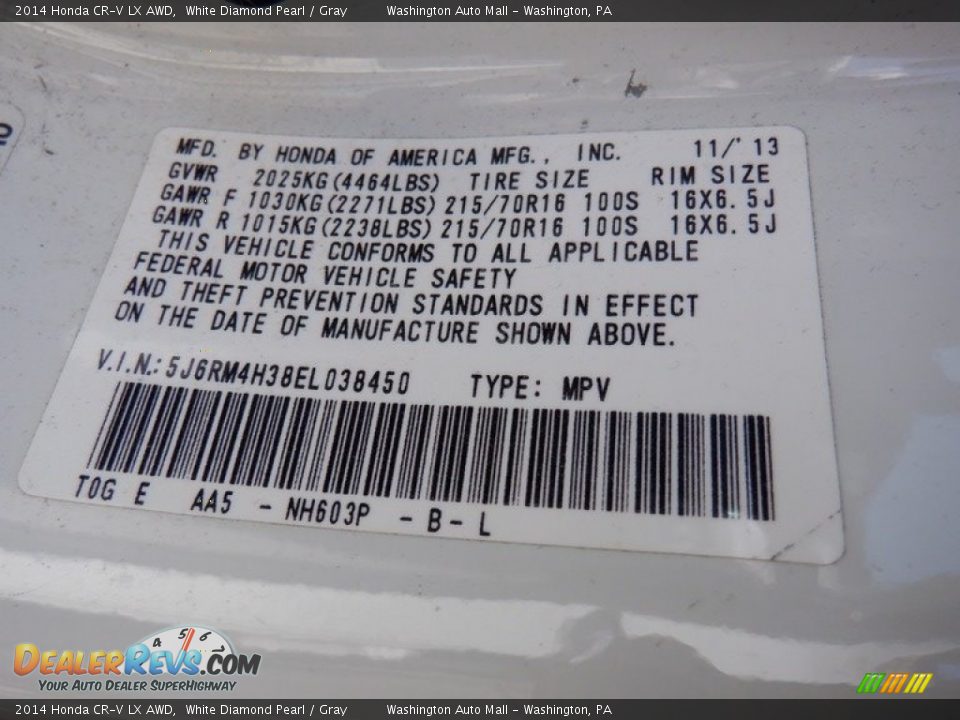 2014 Honda CR-V LX AWD, White Diamond Pearl / Gray Washington Auto Mall - Washington, PA
MFD. BY HONDA OF AMERICA MFG., INC. 11/'13
GVWR 2025KG(4464LBS) TIRE SIZE RIM SIZE
GAWR F 1030KG(2271LBS) 215/70R16 100S 16X6.5J
GAWR R 1015KG(2238LBS) 215/70R16 100S 16X6.5J
THIS VEHICLE CONFORMS TO ALL APPLICABLE
FEDERAL MOTOR VEHICLE SAFETY
AND THEFT PREVENTION STANDARDS IN EFFECT
ON THE DATE OF MANUFACTURE SHOWN ABOVE.
V.I.N.: 5J6RM4H38EL038450 TYPE: MPV
T0G E AA5 - NH603P - B - L
4 5 6
DEALERREVS.COM
YOUR AUTO DEALER SUPERHIGHWAY
2014 Honda CR-V LX AWD, White Diamond Pearl / Gray Washington Auto Mall - Washington, PA